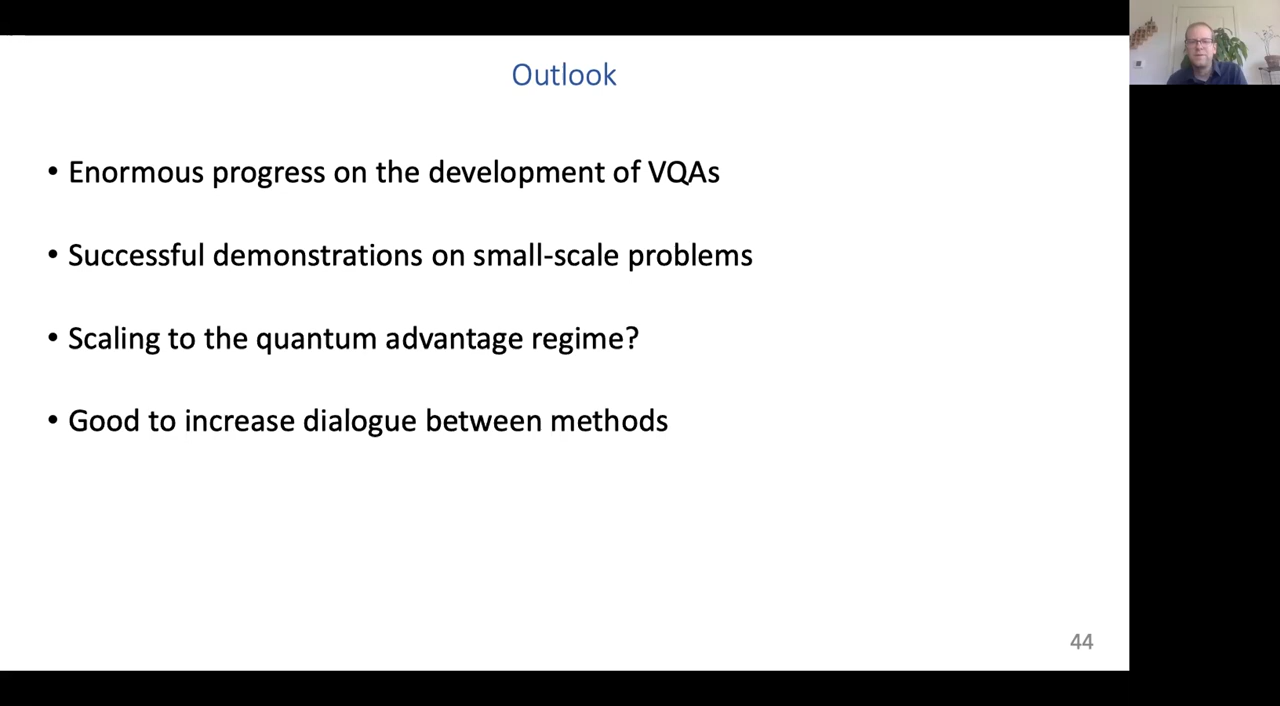 Outlook
• Enormous progress on the development of VQAs
• Successful demonstrations on small-scale problems
• Scaling to the quantum advantage regime?
• Good to increase dialogue between methods
44